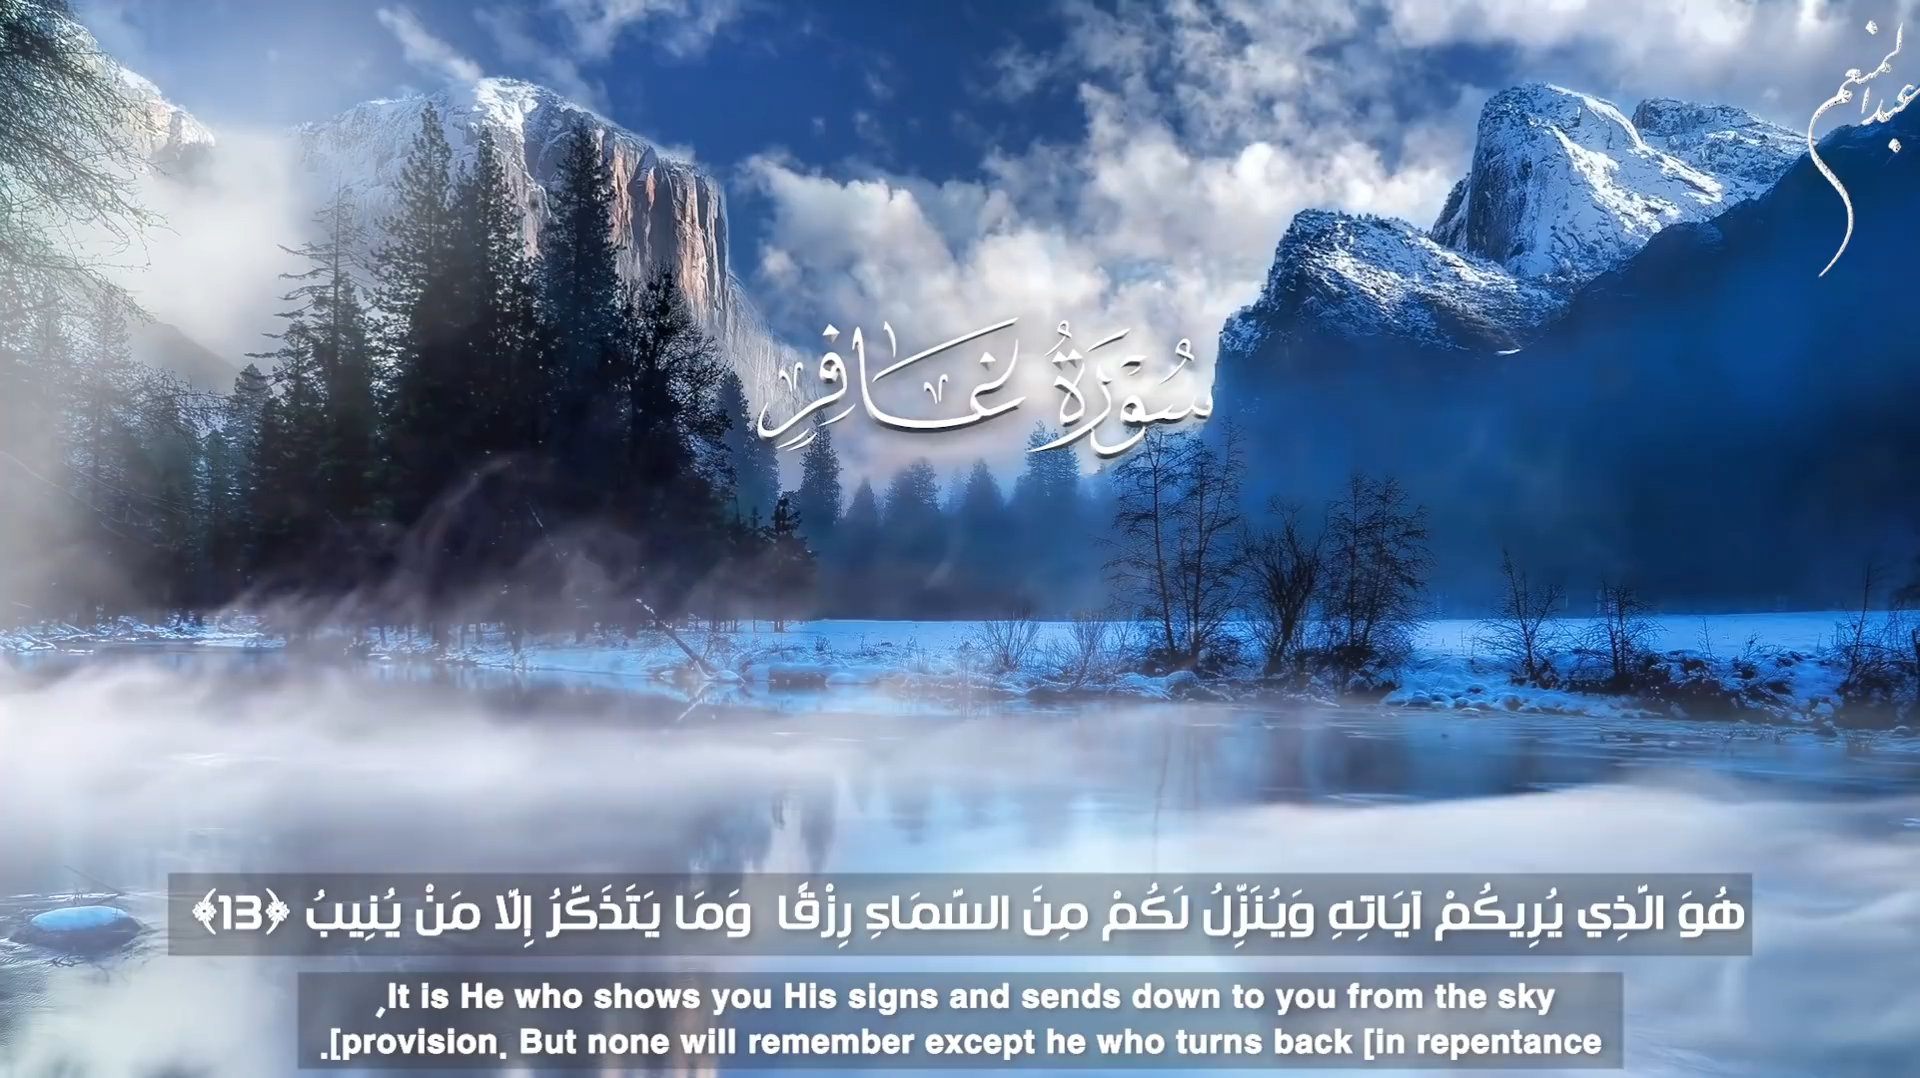 عبدالمنعم
سُوْرَةُ غَافِرٍ
هُوَ الَّذِي يُرِيكُمْ آيَاتِهِ وَيُنَزِّلُ لَكُمْ مِنَ السَّمَاءِ رِزْقًا وَمَا يَتَذَكَّرُ إِلَّا مَنْ يُنِيبُ ﴿13﴾
,It is He who shows you His signs and sends down to you from the sky
.[provision. But none will remember except he who turns back [in repentance